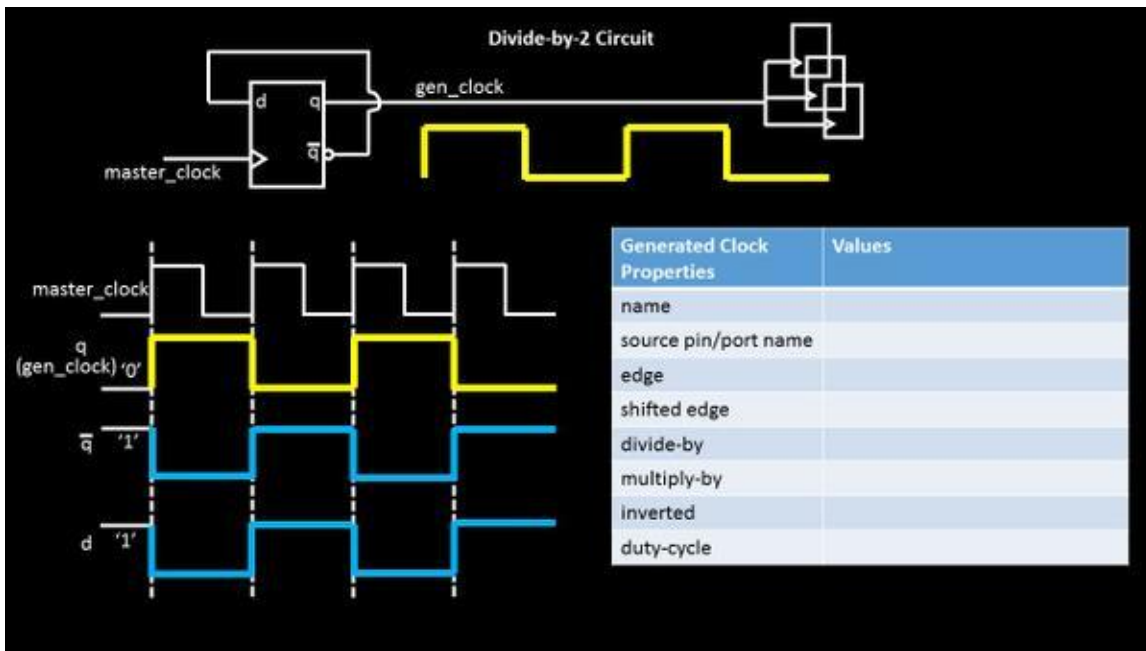 Divide-by-2 Circuit
gen_clock
d q
q̅
master_clock
master_clock
q
(gen_clock) '0'
q̅ '1'
d '1'
Generated Clock Properties Values
name
source pin/port name
edge
shifted edge
divide-by
multiply-by
inverted
duty-cycle